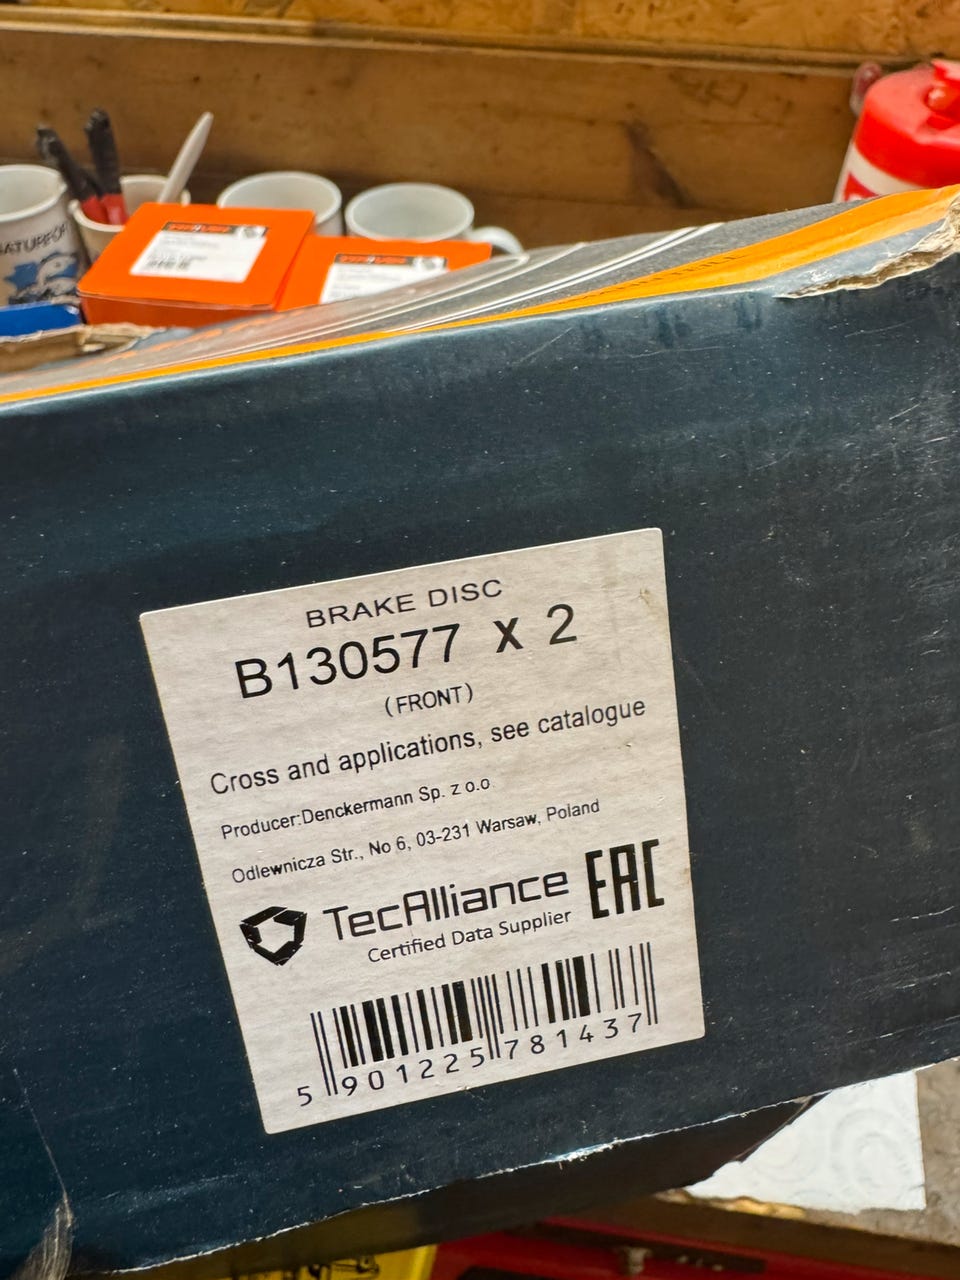 BRAKE DISC
B130577 x 2
(FRONT)
Cross and applications, see catalogue
Producer:Denckermann Sp. z o.o
Odlewnicza Str., No 6, 03-231 Warsaw, Poland
TecAlliance
Certified Data Supplier
EAC
5 901225 781437